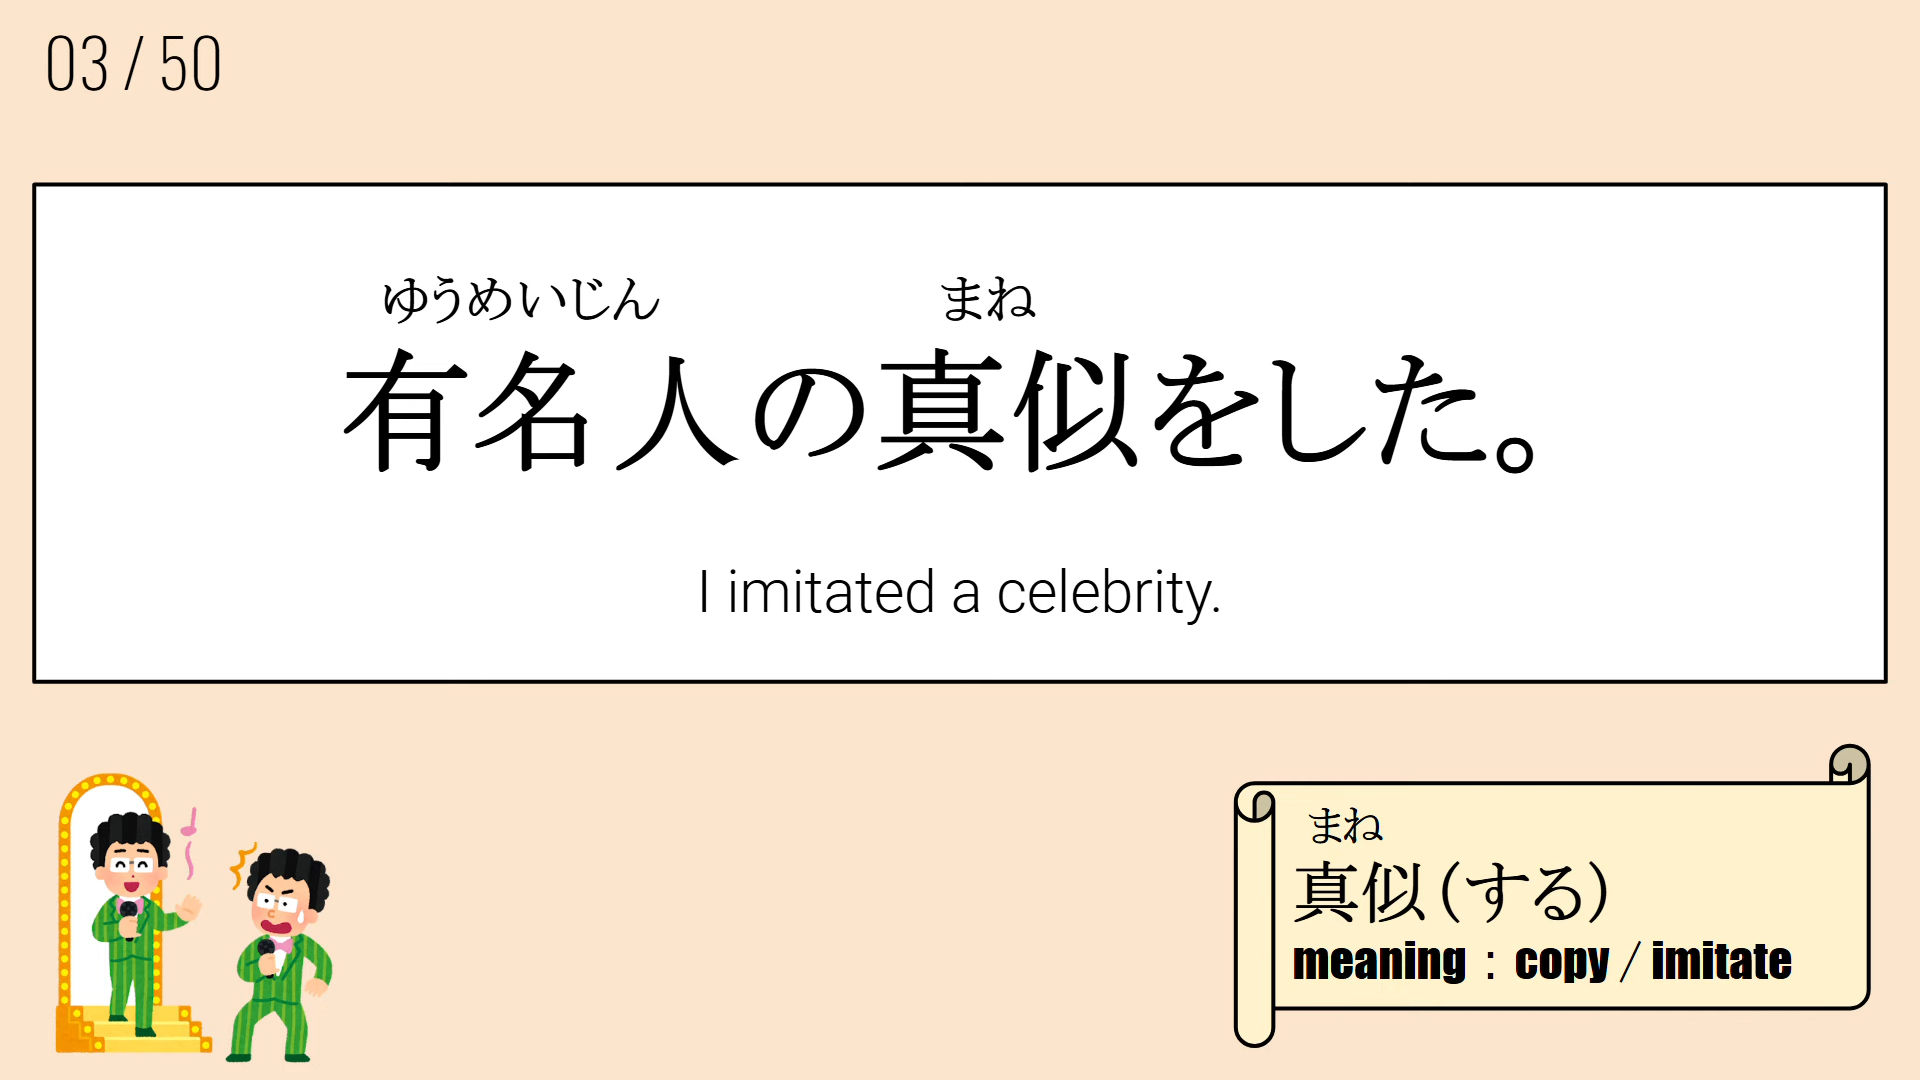 03 / 50
ゆうめいじん まね
有名人の真似をした。
I imitated a celebrity.
まね
真似（する）
meaning : copy / imitate